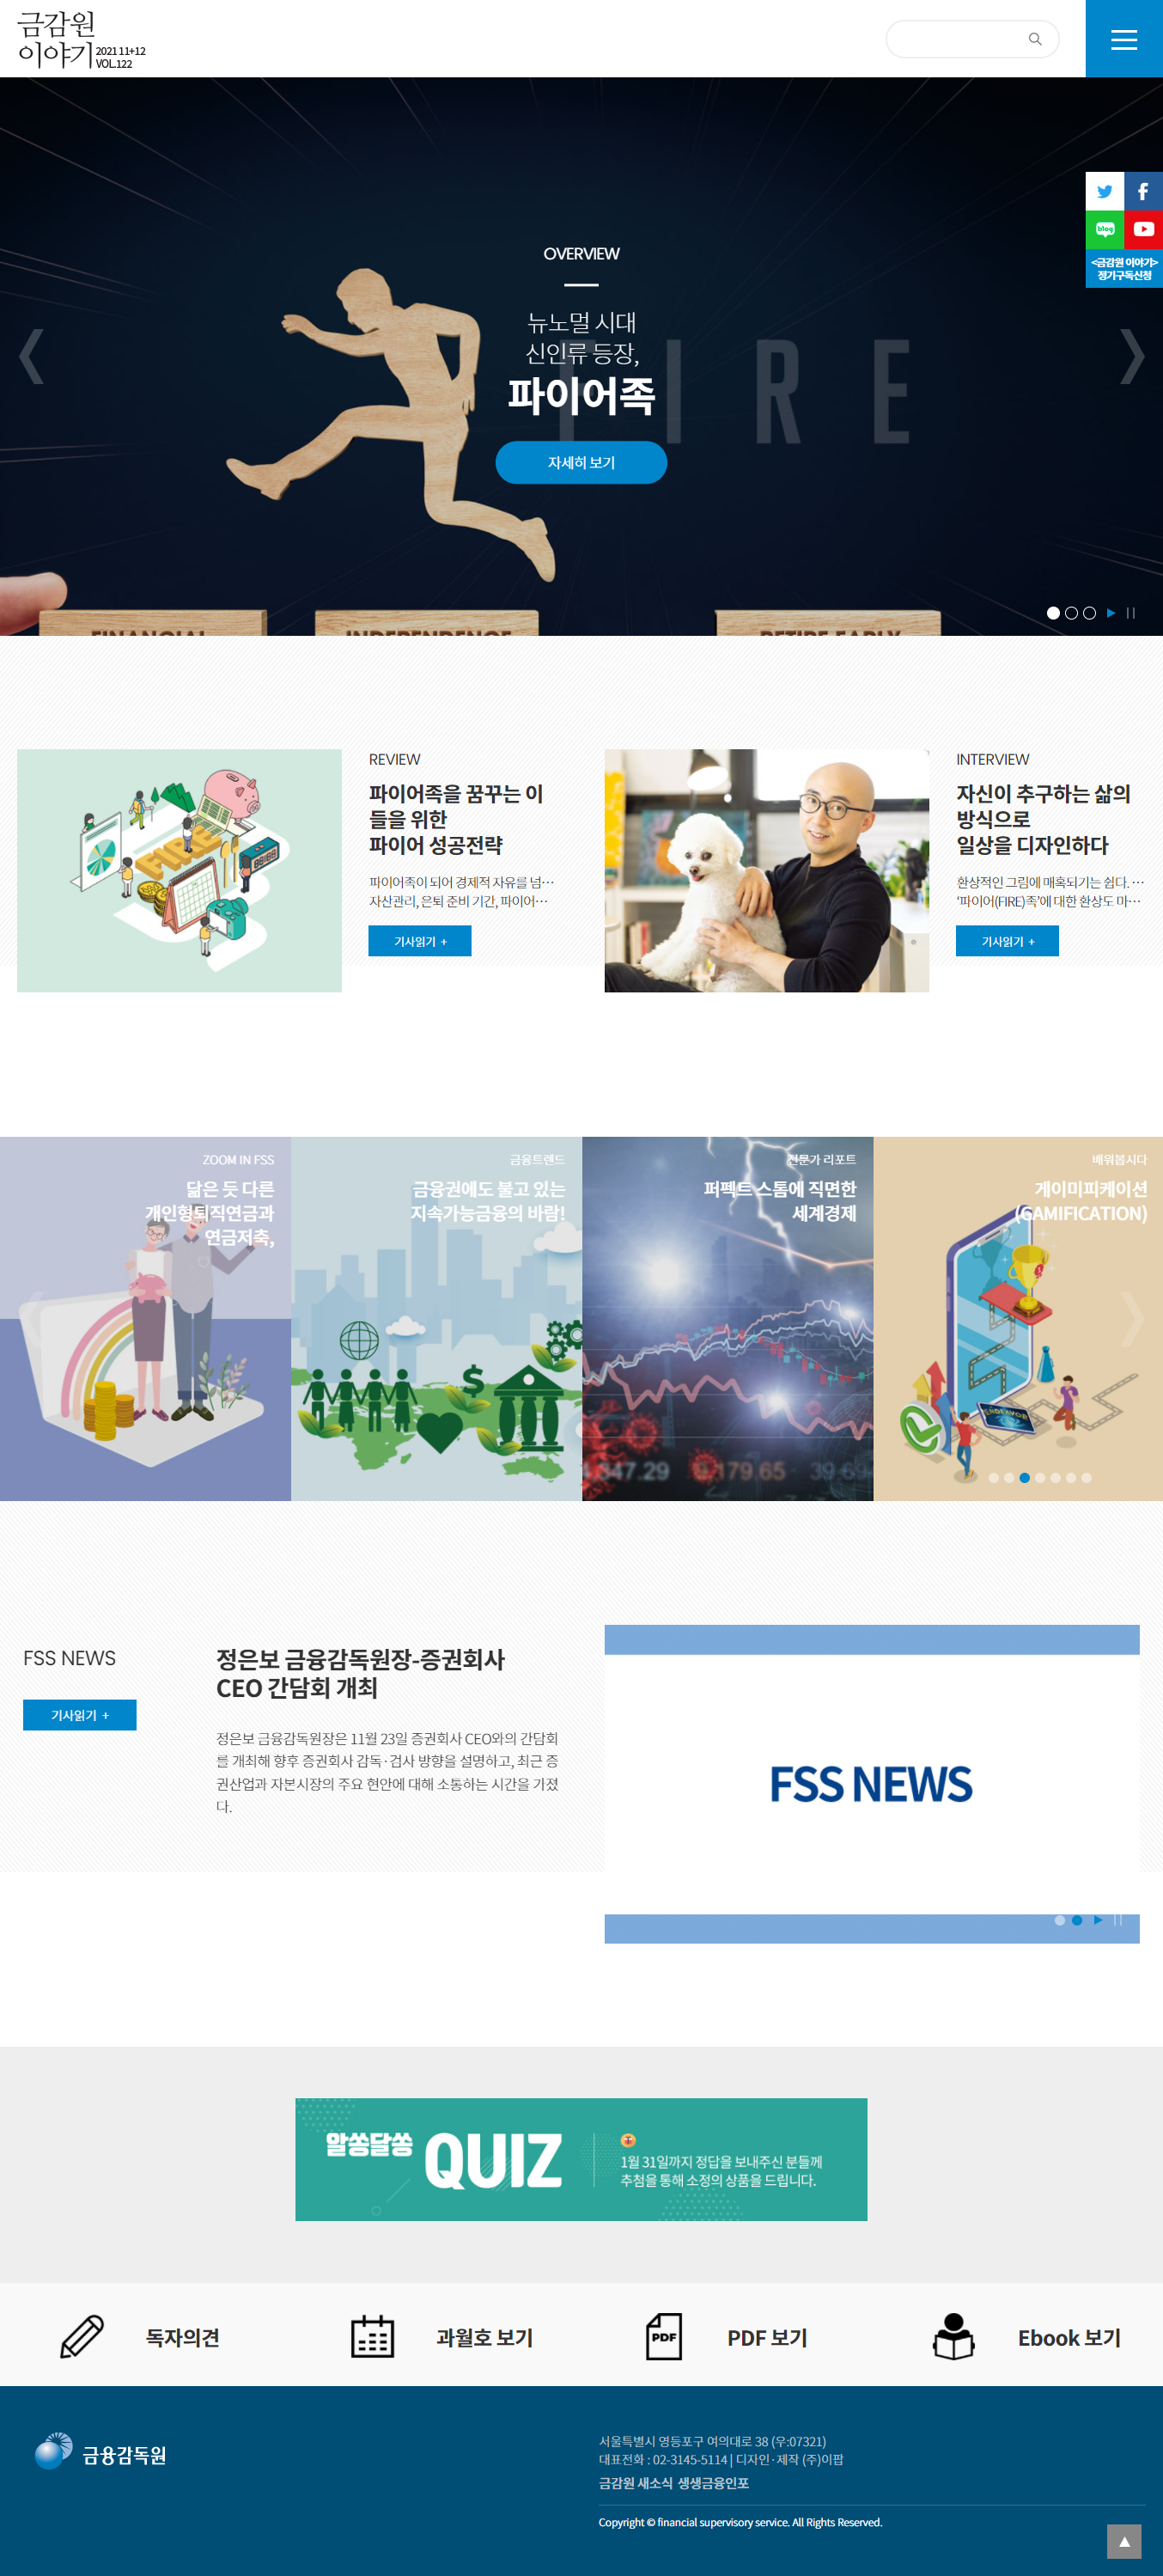 금감원
이야기 2021 11+12
VOL.122
blog
<금감원 이야기>
정기구독신청
OVERVIEW
뉴노멀 시대
신인류 등장,
파이어족
FIRE
자세히 보기
FINANCIAL INDEPENDENCE RETIRE EARLY
REVIEW
파이어족을 꿈꾸는 이
들을 위한
파이어 성공전략
파이어족이 되어 경제적 자유를 넘…
자산관리, 은퇴 준비 기간, 파이어…
기사읽기 +
FIRE
INTERVIEW
자신이 추구하는 삶의
방식으로
일상을 디자인하다
환상적인 그림에 매혹되기는 쉽다. …
‘파이어(FIRE)족’에 대한 환상도 마…
기사읽기 +
ZOOM IN FSS
닮은 듯 다른
개인형퇴직연금과
연금저축,
금융트렌드
금융권에도 불고 있는
지속가능금융의 바람!
전문가 리포트
퍼펙트 스톰에 직면한
세계경제
배워봅시다
게이미피케이션
(GAMIFICATION)
ENDEAVOR
FSS NEWS
기사읽기 +
정은보 금융감독원장-증권회사
CEO 간담회 개최
정은보 금융감독원장은 11월 23일 증권회사 CEO와의 간담회
를 개최해 향후 증권회사 감독·검사 방향을 설명하고, 최근 증
권산업과 자본시장의 주요 현안에 대해 소통하는 시간을 가졌
다.
FSS NEWS
알쏭달쏭 QUIZ
1월 31일까지 정답을 보내주신 분들께
추첨을 통해 소정의 상품을 드립니다.
독자의견
과월호 보기
PDF
PDF 보기
Ebook 보기
금융감독원
서울특별시 영등포구 여의대로 38 (우:07321)
대표전화 : 02-3145-5114 | 디자인·제작 (주)이팝
금감원 새소식 생생금융인포
Copyright © financial supervisory service. All Rights Reserved.